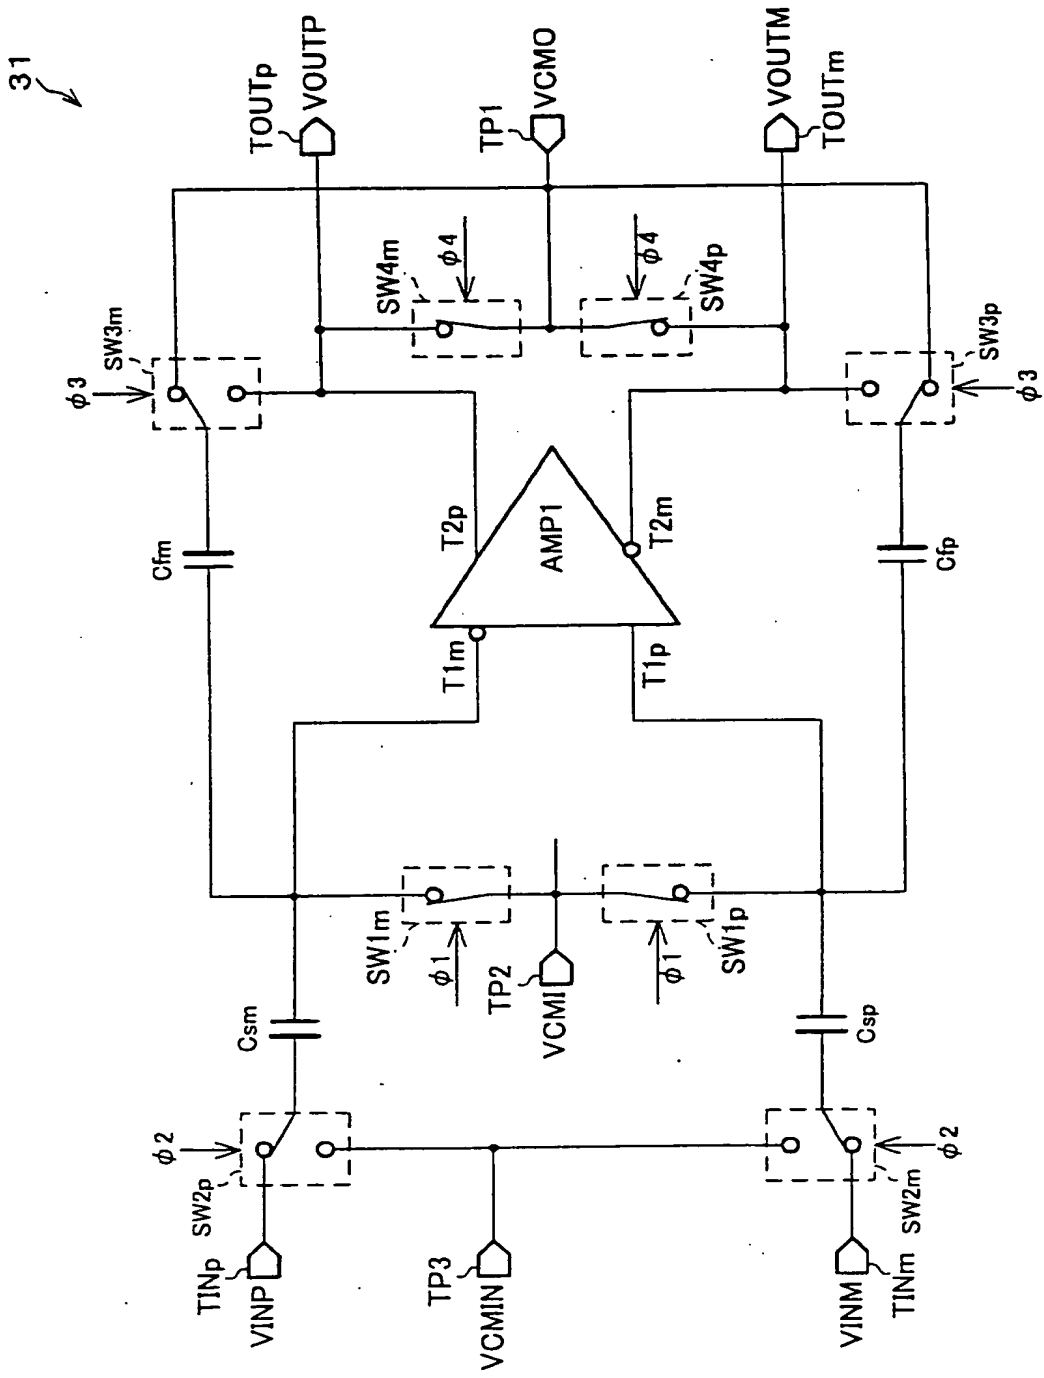 31
TOUTp
VOUTP
TP1
VCMO
VOUTM
TOUTm
SW3m
ϕ3
SW4m
ϕ4
ϕ4
SW4p
SW3p
ϕ3
Cfm
T2p
AMP1
T2m
Cfp
T1m
T1p
SW1m
ϕ1
TP2
VCMI
ϕ1
SW1p
Csm
Csp
ϕ2
SW2p
ϕ2
SW2m
TINp
VINP
TP3
VCMIN
VINM
TINm